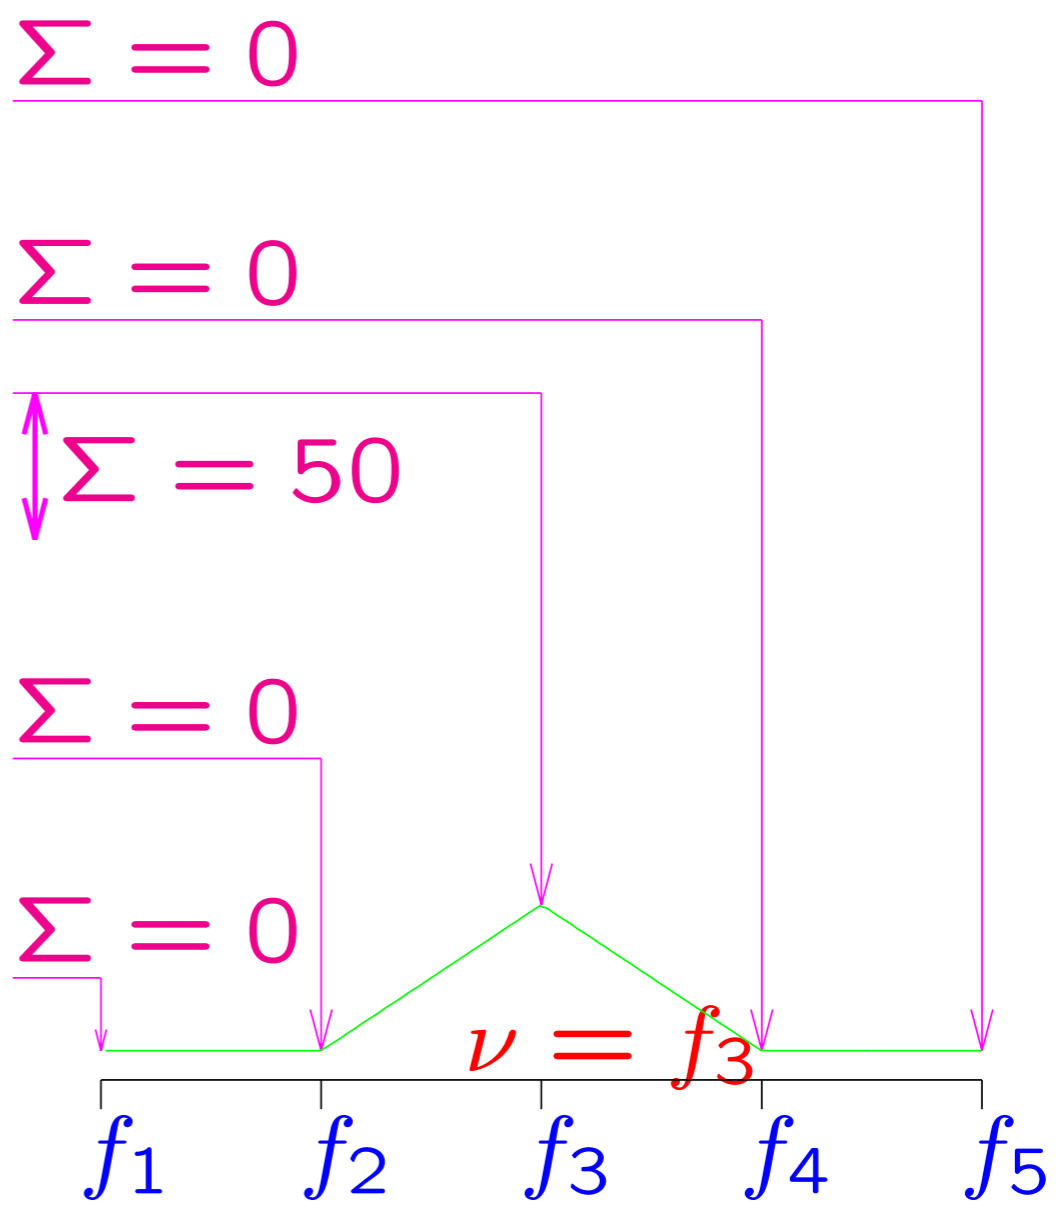 Σ = 0
Σ = 0
Σ = 50
Σ = 0
Σ = 0
ν = f₃
f₁ f₂ f₃ f₄ f₅